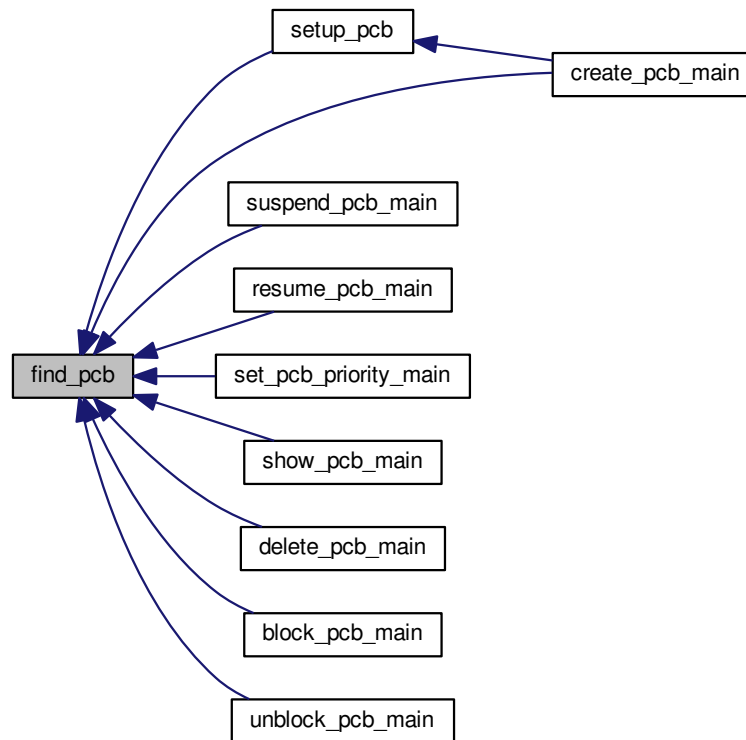 setup_pcb
create_pcb_main
suspend_pcb_main
resume_pcb_main
find_pcb
set_pcb_priority_main
show_pcb_main
delete_pcb_main
block_pcb_main
unblock_pcb_main